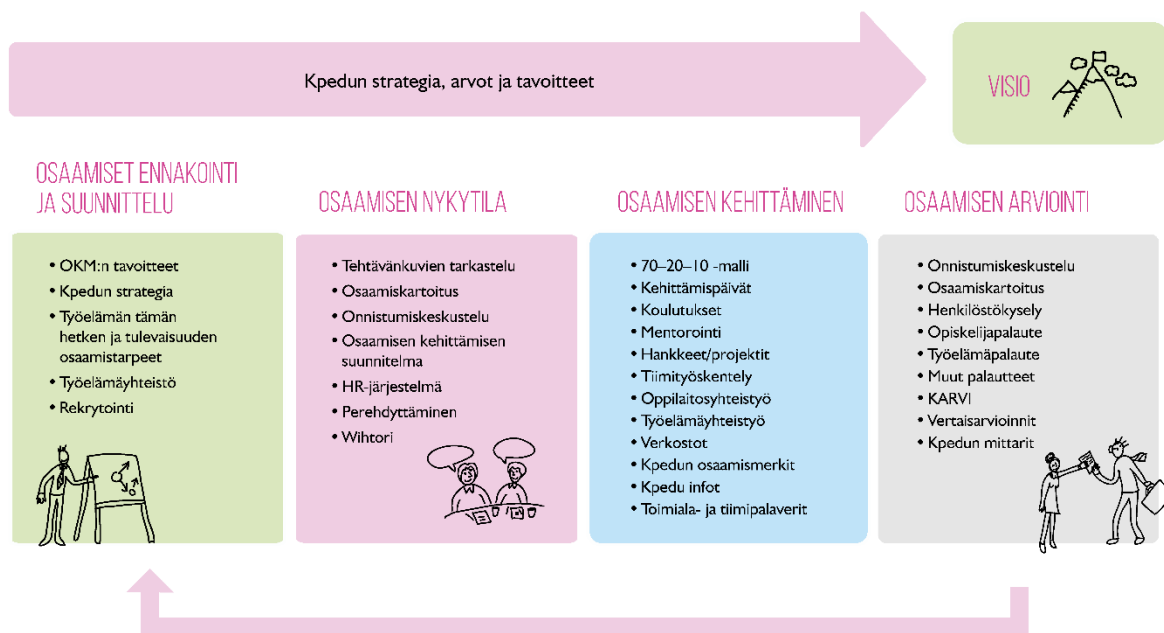 Kpedun strategia, arvot ja tavoitteet
VISIO
OSAAMISET ENNAKOINTI
JA SUUNNITTELU
• OKM:n tavoitteet
• Kpedun strategia
• Työelämän tämän
hetken ja tulevaisuuden
osaamistarpeet
• Työelämäyhteistö
• Rekrytointi
OSAAMISEN NYKYTILA
• Tehtävänkuvien tarkastelu
• Osaamiskartoitus
• Onnistumiskeskustelu
• Osaamisen kehittämisen
suunnitelma
• HR-järjestelmä
• Perehdyttäminen
• Wihtori
OSAAMISEN KEHITTÄMINEN
• 70–20–10 -malli
• Kehittämispäivät
• Koulutukset
• Mentorointi
• Hankkeet/projektit
• Tiimityöskentely
• Oppilaitosyhteistyö
• Työelämäyhteistyö
• Verkostot
• Kpedun osaamismerkit
• Kpedu infot
• Toimiala- ja tiimipalaverit
OSAAMISEN ARVIOINTI
• Onnistumiskeskustelu
• Osaamiskartoitus
• Henkilöstökysely
• Opiskelijapalaute
• Työelämäpalaute
• Muut palautteet
• KARVI
• Vertaisarvioinnit
• Kpedun mittarit